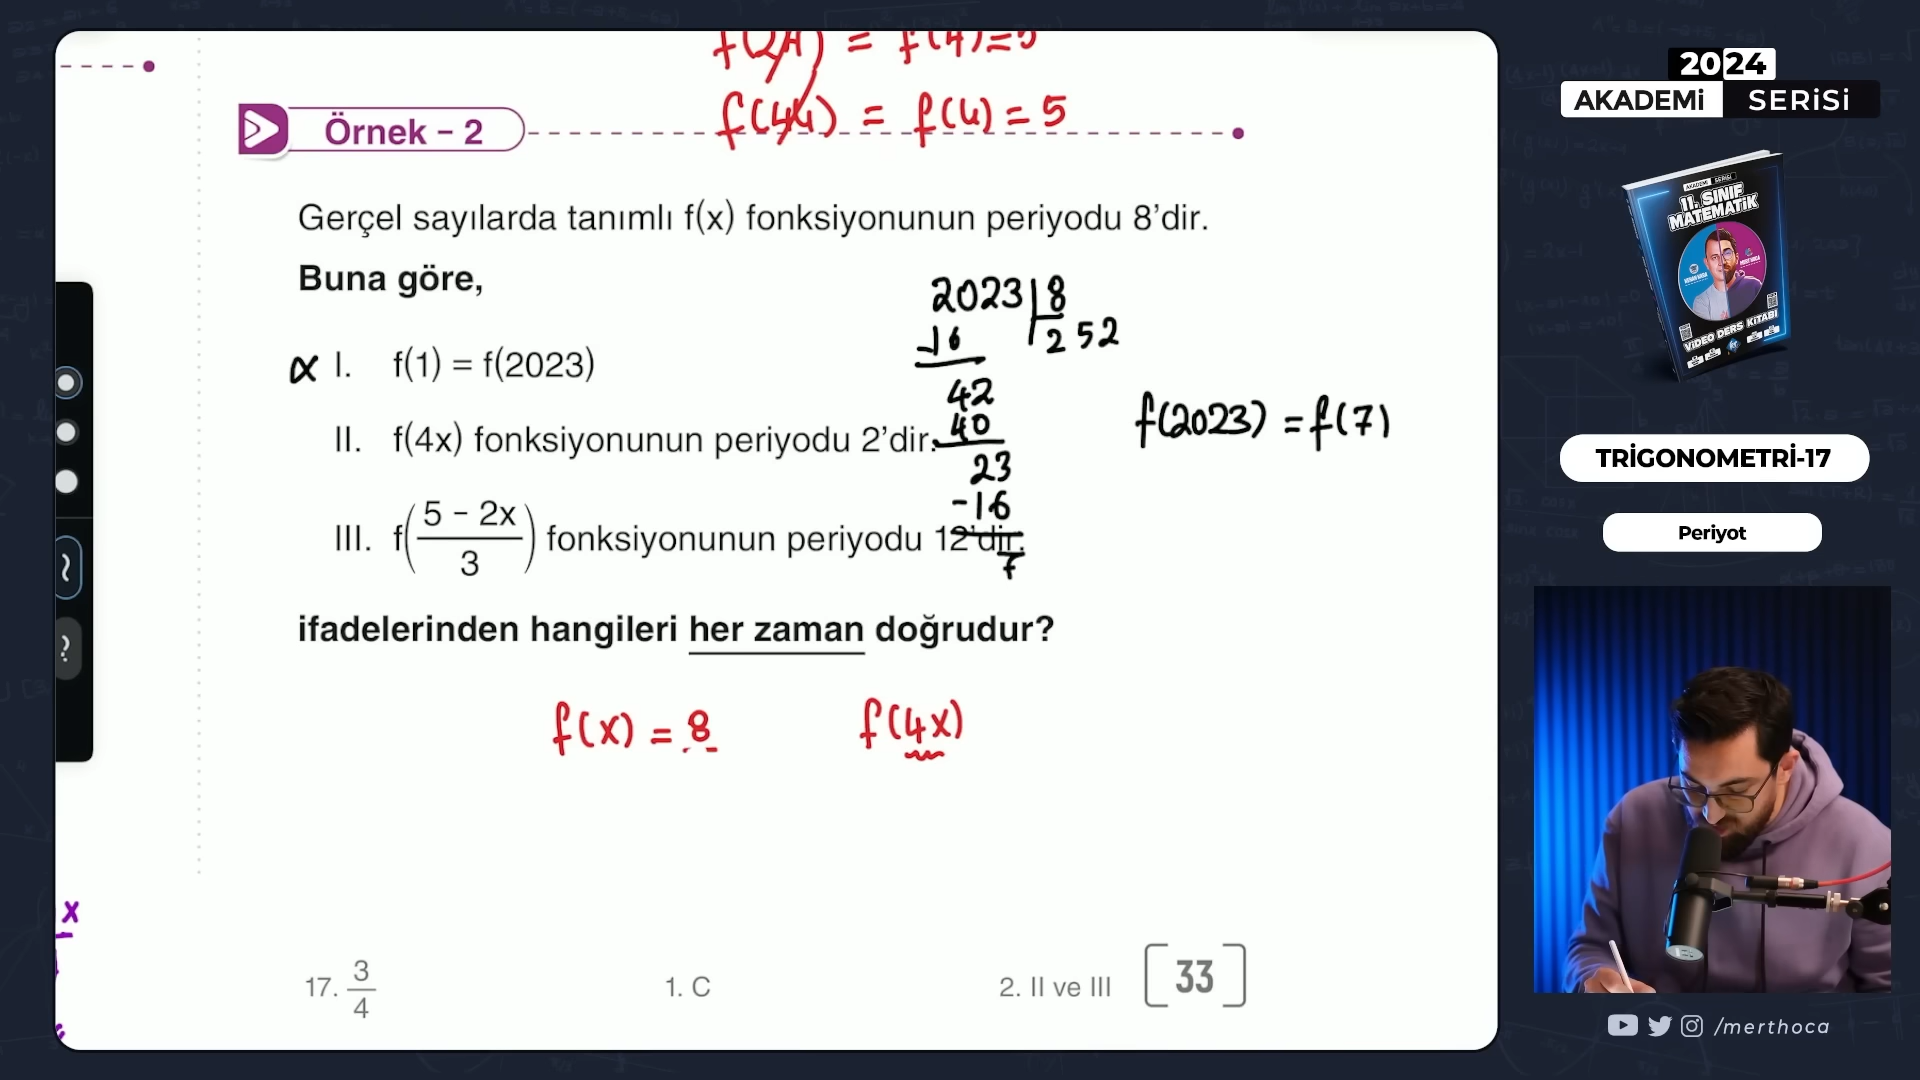 f(24) = f(4)=5
f(44) = f(4) = 5
Örnek – 2
Gerçel sayılarda tanımlı f(x) fonksiyonunun periyodu 8'dir.
Buna göre,
I. f(1) = f(2023)
II. f(4x) fonksiyonunun periyodu 2'dir.
III. f((5 – 2x)/3) fonksiyonunun periyodu 12'dir.
ifadelerinden hangileri her zaman doğrudur?
2023 | 8
-16 252
42
40
23
-16
7
f(2023) = f(7)
f(x) = 8 f(4x)
x
17. 3/4 1. C 2. II ve III [33]
2024
AKADEMİ SERİSİ
AKADEMİ SERİSİ
11. SINIF
MATEMATİK
VİDEO DERS KİTABI
TRİGONOMETRİ-17
Periyot
/merthoca